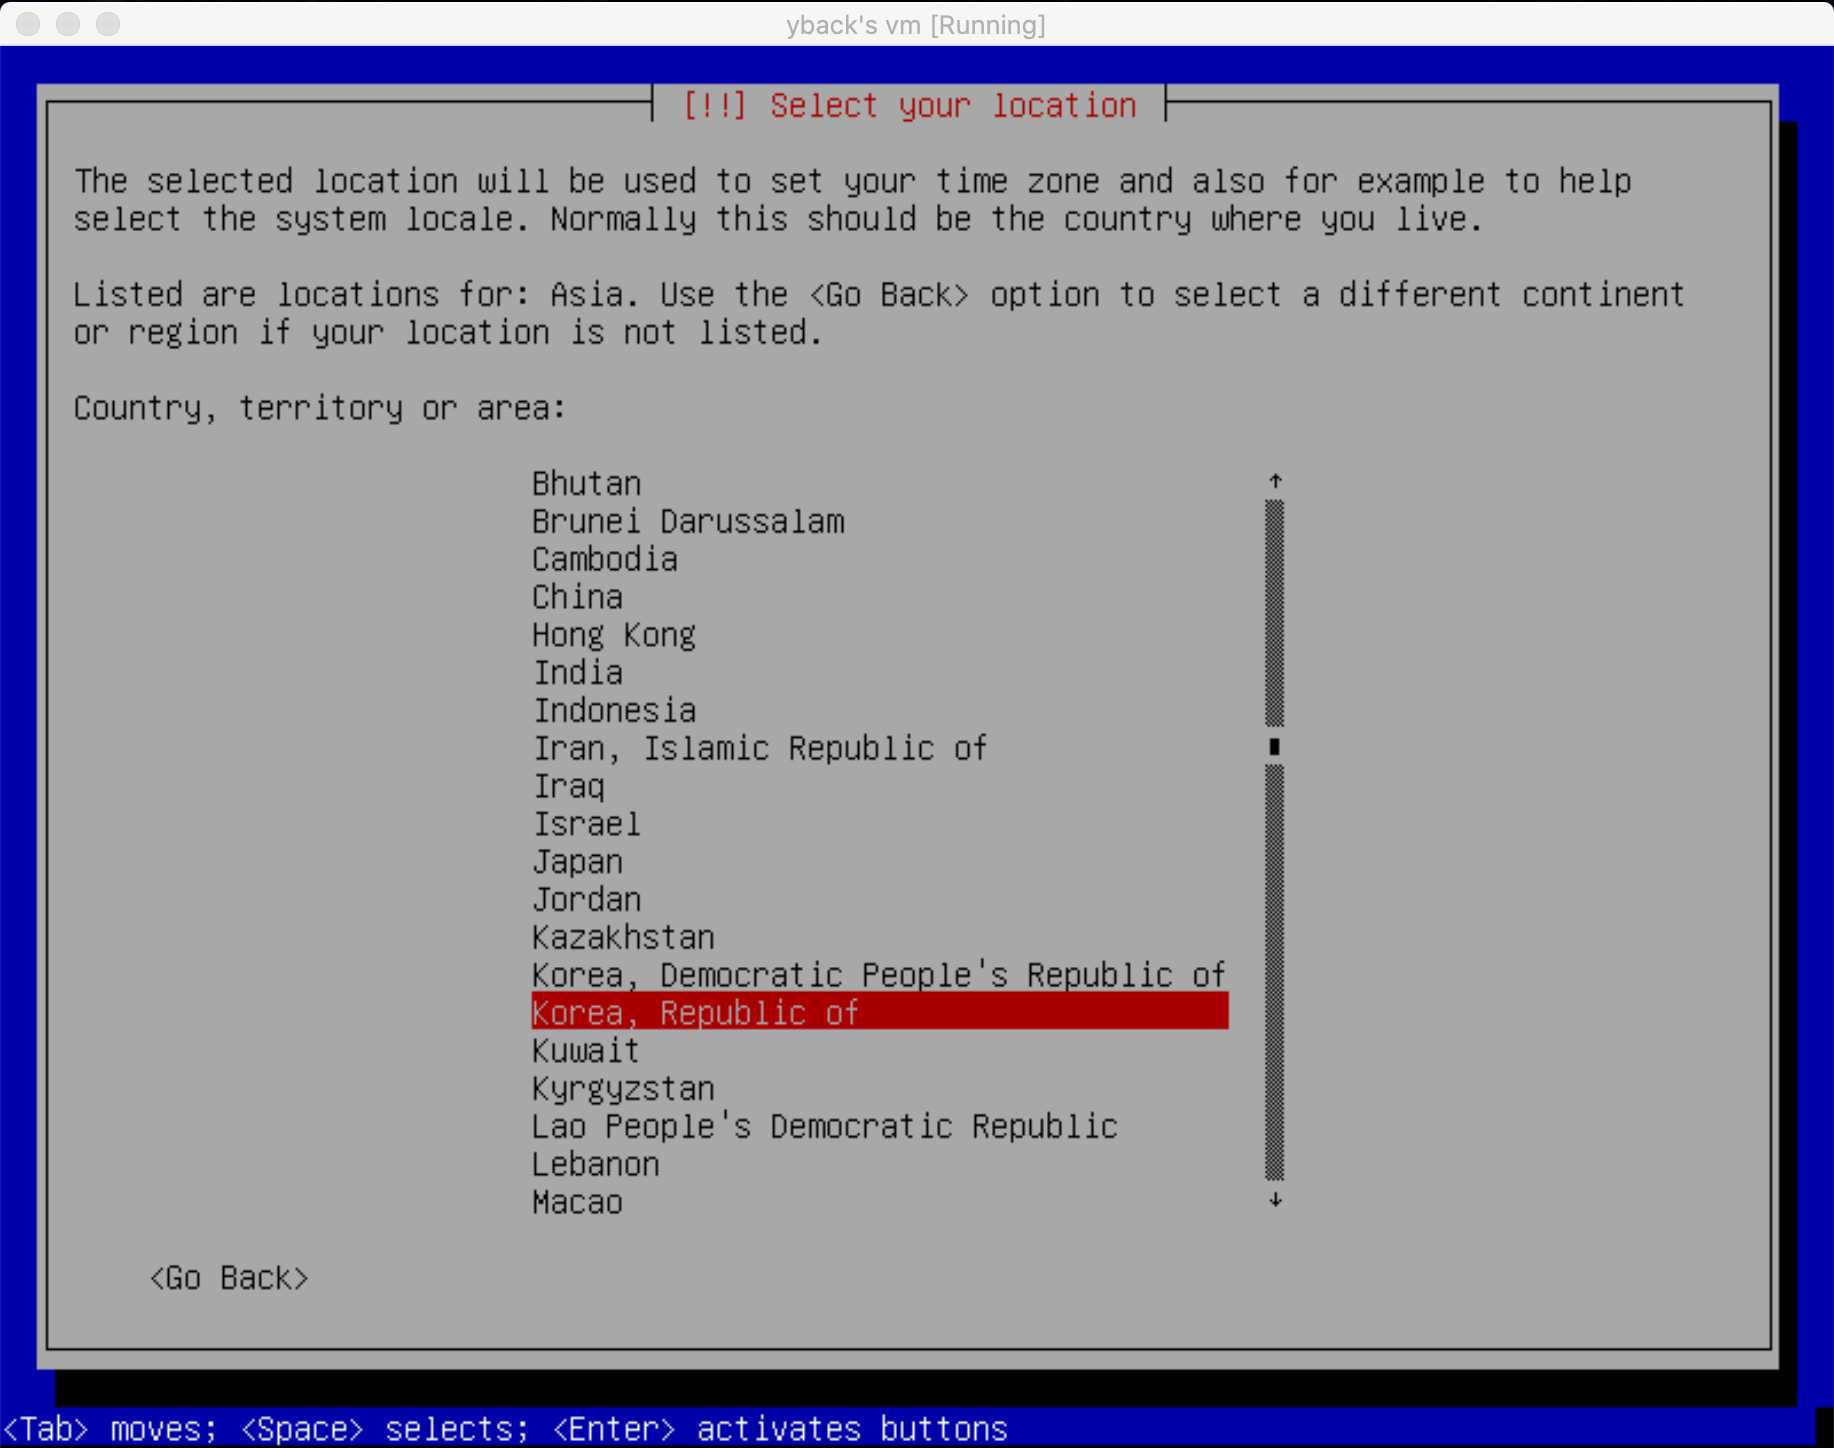 yback's vm [Running]
[!!] Select your location
The selected location will be used to set your time zone and also for example to help
select the system locale. Normally this should be the country where you live.
Listed are locations for: Asia. Use the <Go Back> option to select a different continent
or region if your location is not listed.
Country, territory or area:
Bhutan
Brunei Darussalam
Cambodia
China
Hong Kong
India
Indonesia
Iran, Islamic Republic of
Iraq
Israel
Japan
Jordan
Kazakhstan
Korea, Democratic People's Republic of
Korea, Republic of
Kuwait
Kyrgyzstan
Lao People's Democratic Republic
Lebanon
Macao
<Go Back>
<Tab> moves; <Space> selects; <Enter> activates buttons